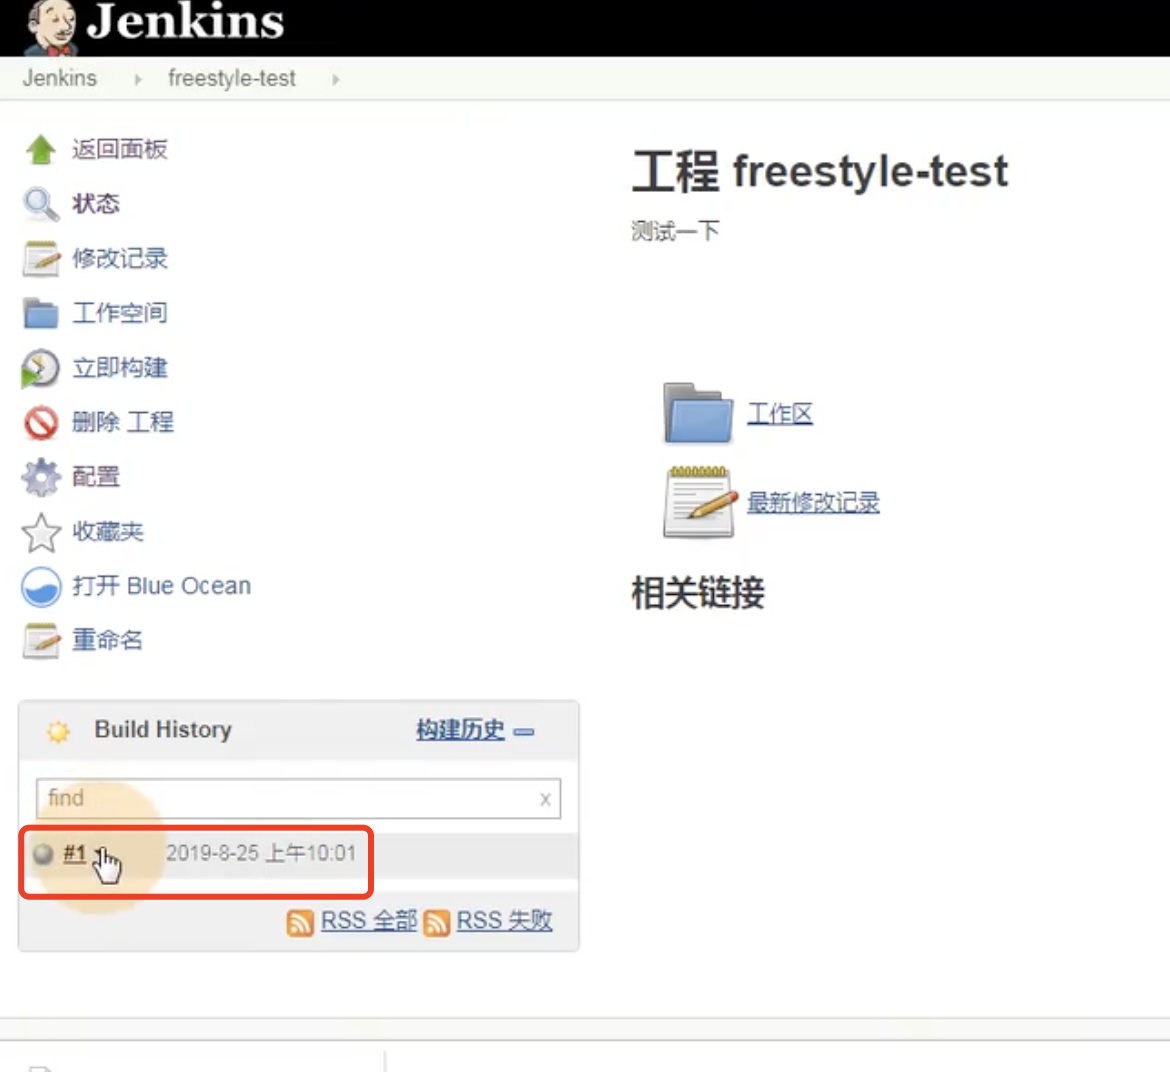 Jenkins
Jenkins freestyle-test
返回面板
状态
修改记录
工作空间
立即构建
删除 工程
配置
收藏夹
打开 Blue Ocean
重命名
工程 freestyle-test
测试一下
工作区
最新修改记录
相关链接
Build History 构建历史
find x
#1 2019-8-25 上午10:01
RSS 全部 RSS 失败